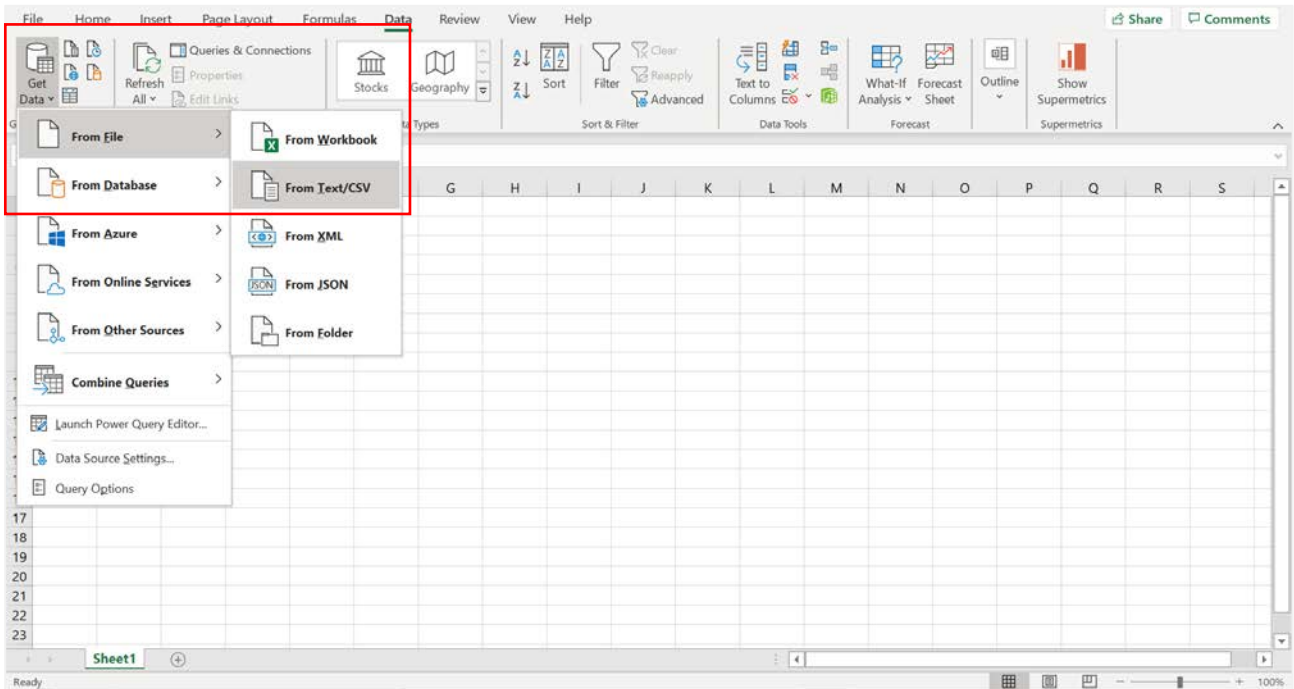 File Home Insert Page Layout Formulas Data Review View Help Share Comments
Get Data
Refresh All
Queries & Connections
Properties
Edit Links
Stocks
Geography
Sort
Filter
Clear
Reapply
Advanced
Text to Columns
What-If Analysis
Forecast Sheet
Outline
Show Supermetrics
Types
Sort & Filter
Data Tools
Forecast
Supermetrics
From File
From Database
From Azure
From Online Services
From Other Sources
Combine Queries
Launch Power Query Editor...
Data Source Settings...
Query Options
From Workbook
From Text/CSV
From XML
JSON From JSON
From Folder
G H I J K L M N O P Q R S
17
18
19
20
21
22
23
Sheet1
Ready
100%